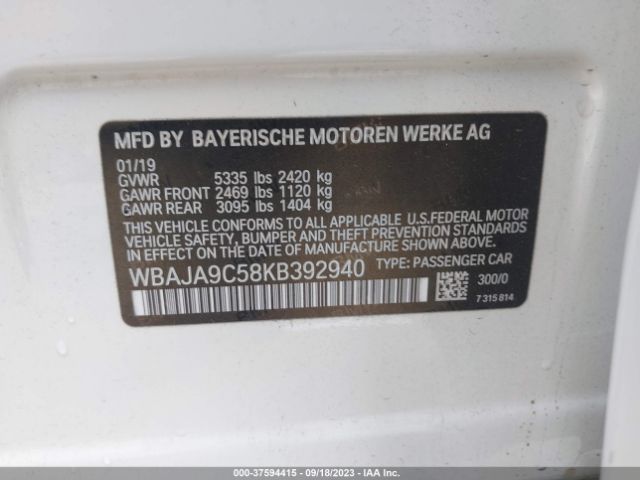 MFD BY BAYERISCHE MOTOREN WERKE AG
01/19
GVWR 5335 lbs 2420 kg
GAWR FRONT 2469 lbs 1120 kg
GAWR REAR 3095 lbs 1404 kg
THIS VEHICLE CONFORMS TO ALL APPLICABLE U.S.FEDERAL MOTOR
VEHICLE SAFETY, BUMPER AND THEFT PREVENTION STANDARDS
IN EFFECT ON THE DATE OF MANUFACTURE SHOWN ABOVE.
WBAJA9C58KB392940 TYPE: PASSENGER CAR
300/0
7 315 814
000-37594415 - 09/18/2023 - IAA Inc.